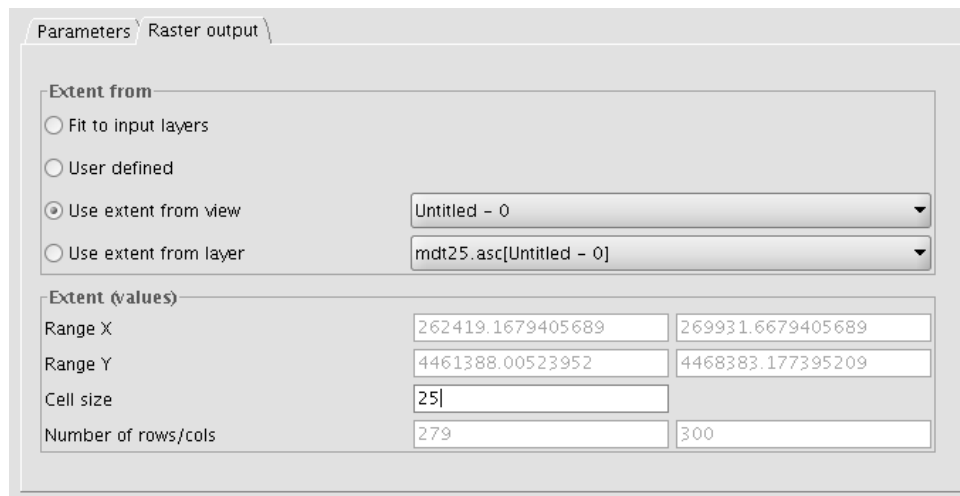 Parameters Raster output
Extent from
Fit to input layers
User defined
Use extent from view Untitled - 0
Use extent from layer mdt25.asc[Untitled - 0]
Extent (values)
Range X 262419.1679405689 269931.6679405689
Range Y 4461388.00523952 4468383.177395209
Cell size 25
Number of rows/cols 279 300